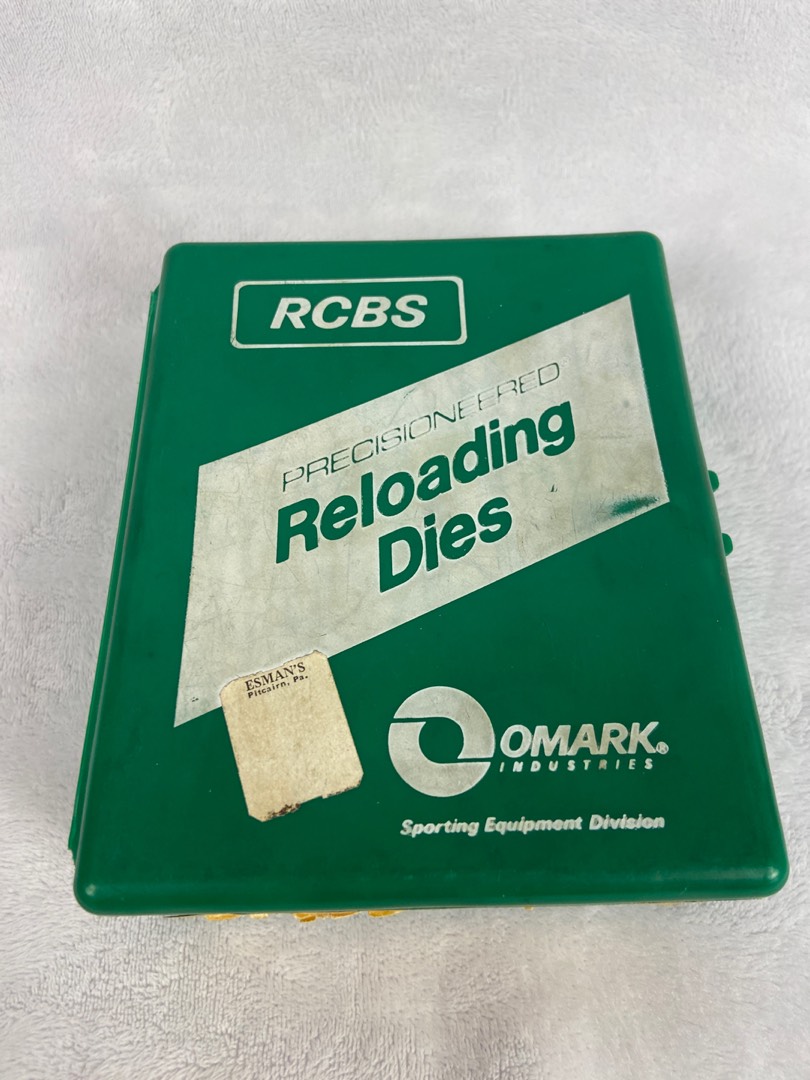 RCBS
PRECISIONEERED
Reloading
Dies
ESMAN'S
Pitcairn, Pa.
OMARK®
INDUSTRIES
Sporting Equipment Division